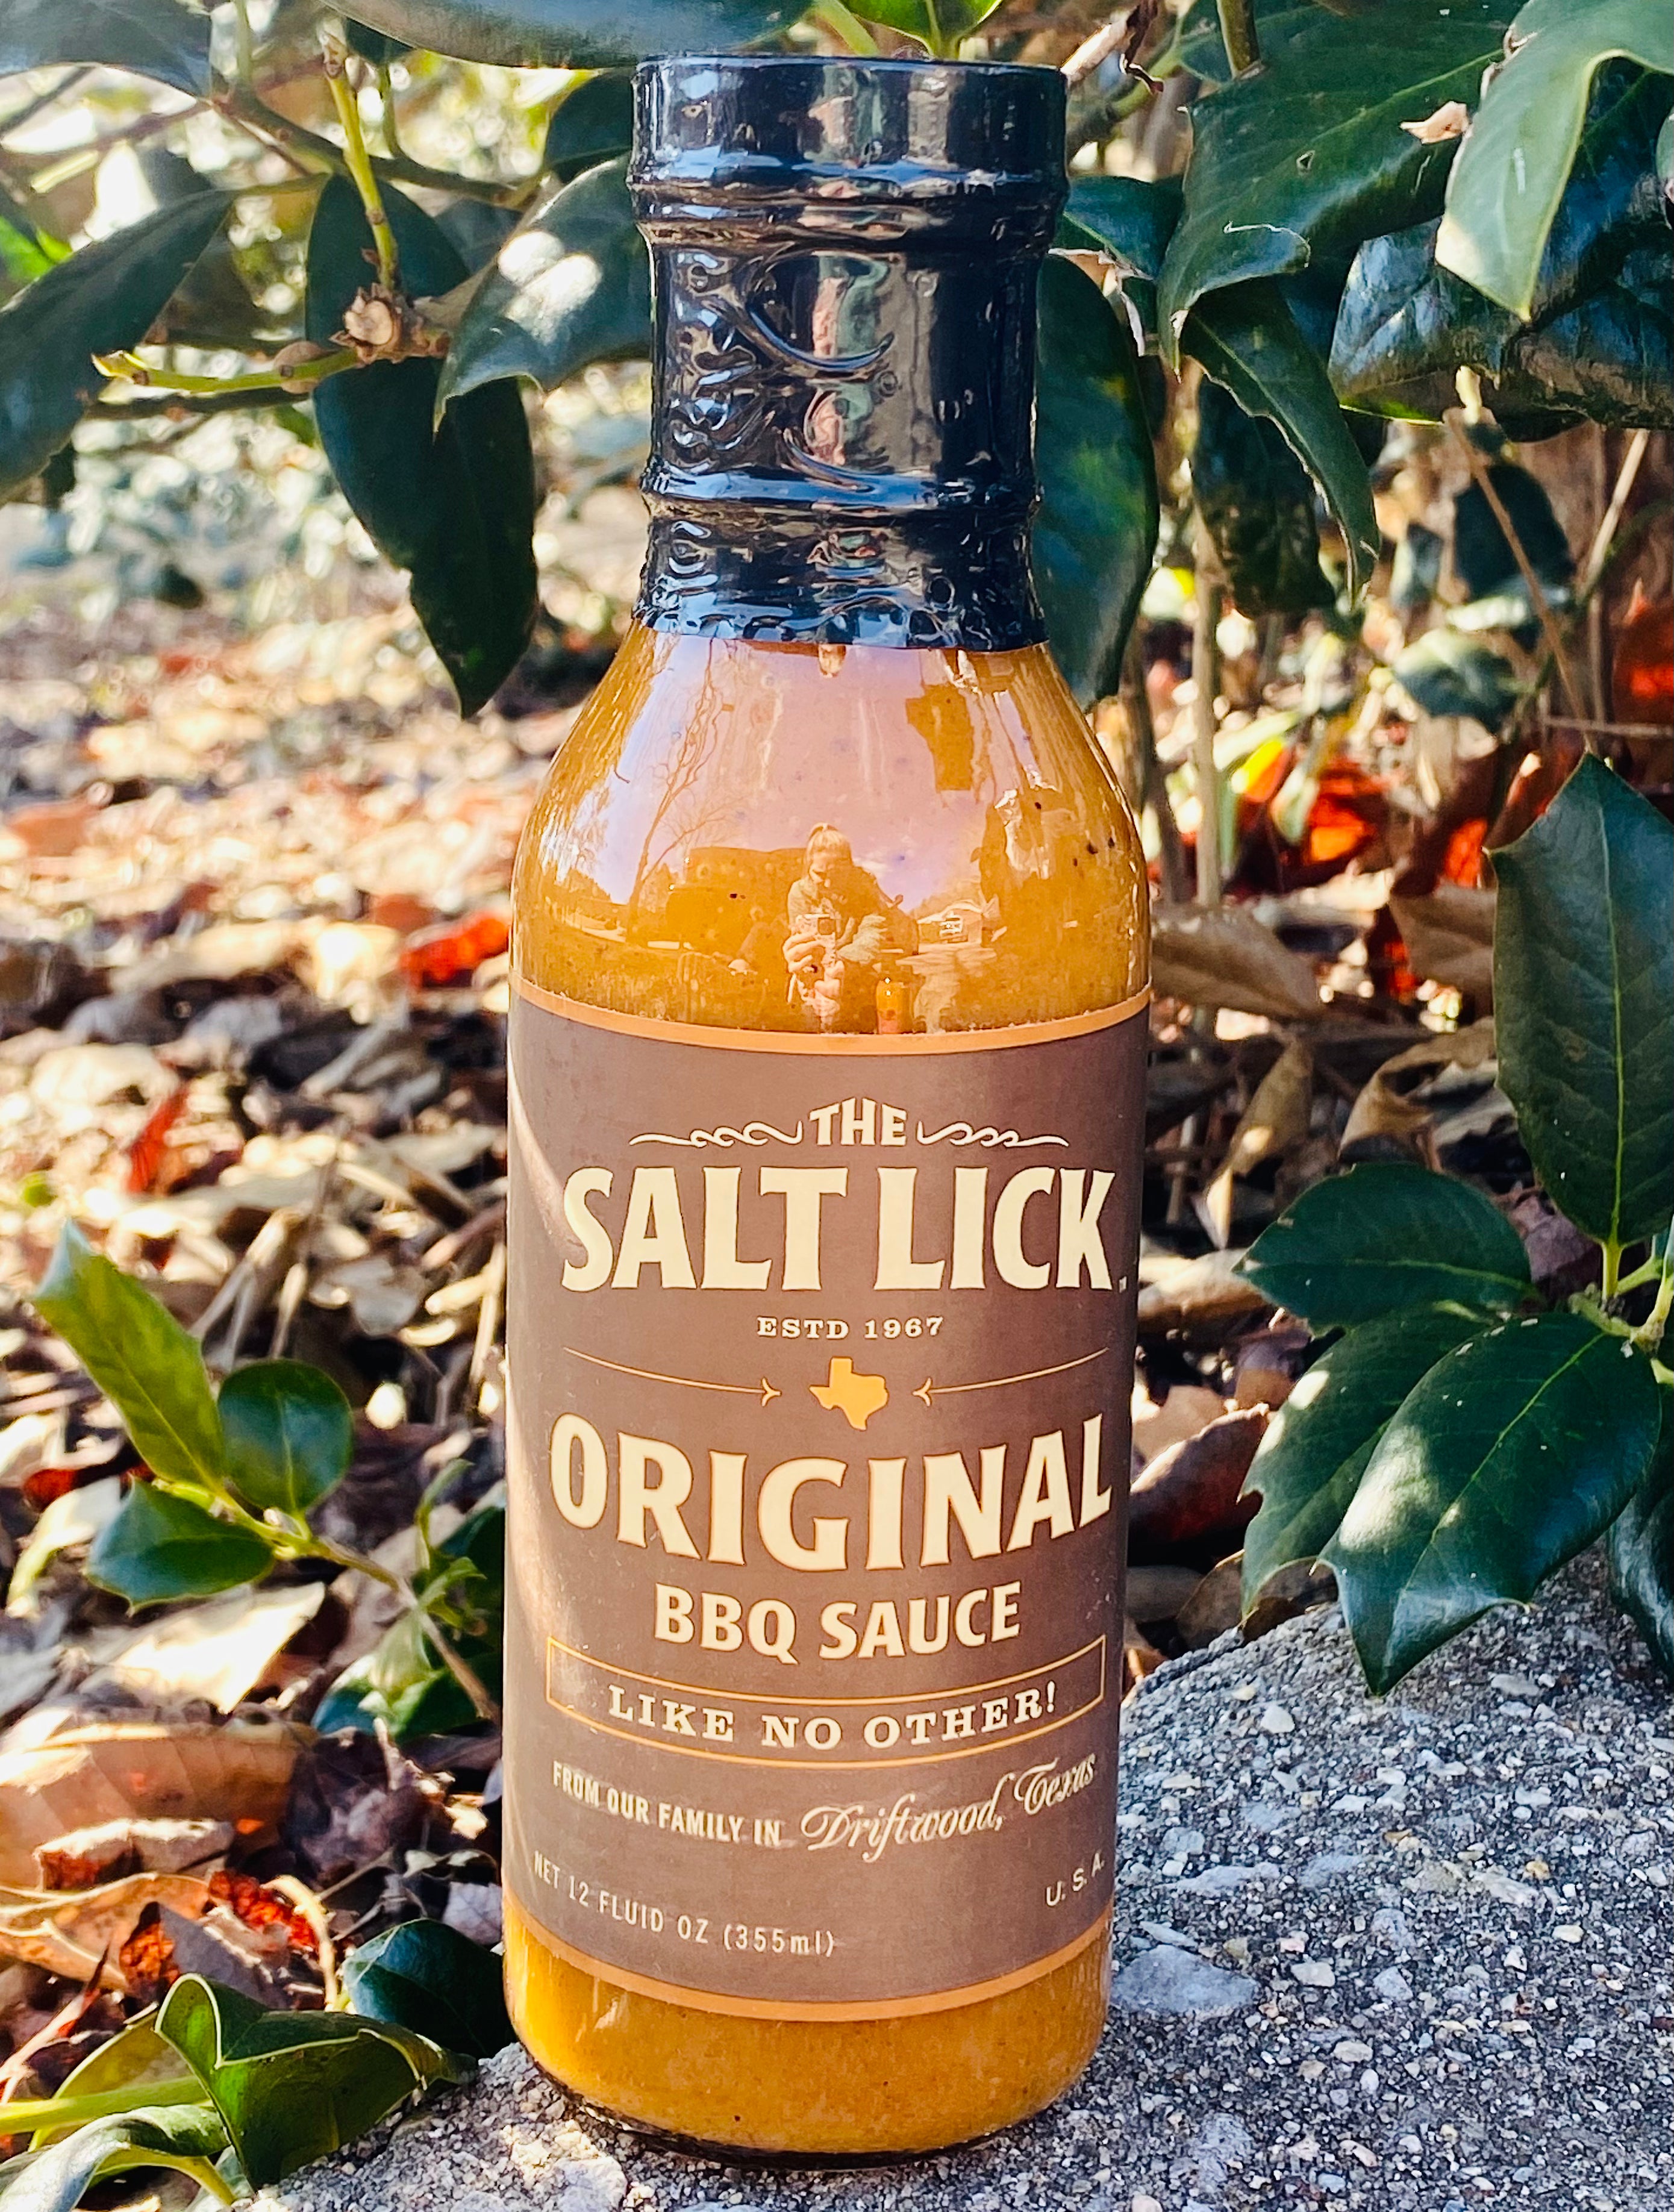 THE
SALT LICK
ESTD 1967
ORIGINAL
BBQ SAUCE
LIKE NO OTHER!
FROM OUR FAMILY IN Driftwood, Texas
NET 12 FLUID OZ (355ml)
U.S.A.